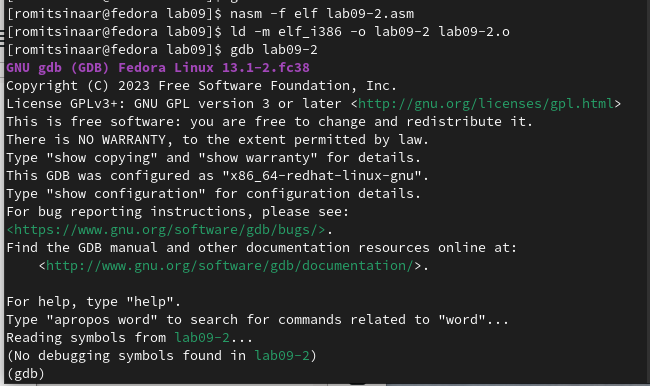 [romitsinaar@fedora lab09]$ nasm -f elf lab09-2.asm
[romitsinaar@fedora lab09]$ ld -m elf_i386 -o lab09-2 lab09-2.o
[romitsinaar@fedora lab09]$ gdb lab09-2
GNU gdb (GDB) Fedora Linux 13.1-2.fc38
Copyright (C) 2023 Free Software Foundation, Inc.
License GPLv3+: GNU GPL version 3 or later <http://gnu.org/licenses/gpl.html>
This is free software: you are free to change and redistribute it.
There is NO WARRANTY, to the extent permitted by law.
Type "show copying" and "show warranty" for details.
This GDB was configured as "x86_64-redhat-linux-gnu".
Type "show configuration" for configuration details.
For bug reporting instructions, please see:
<https://www.gnu.org/software/gdb/bugs/>.
Find the GDB manual and other documentation resources online at:
    <http://www.gnu.org/software/gdb/documentation/>.

For help, type "help".
Type "apropos word" to search for commands related to "word"...
Reading symbols from lab09-2...
(No debugging symbols found in lab09-2)
(gdb)